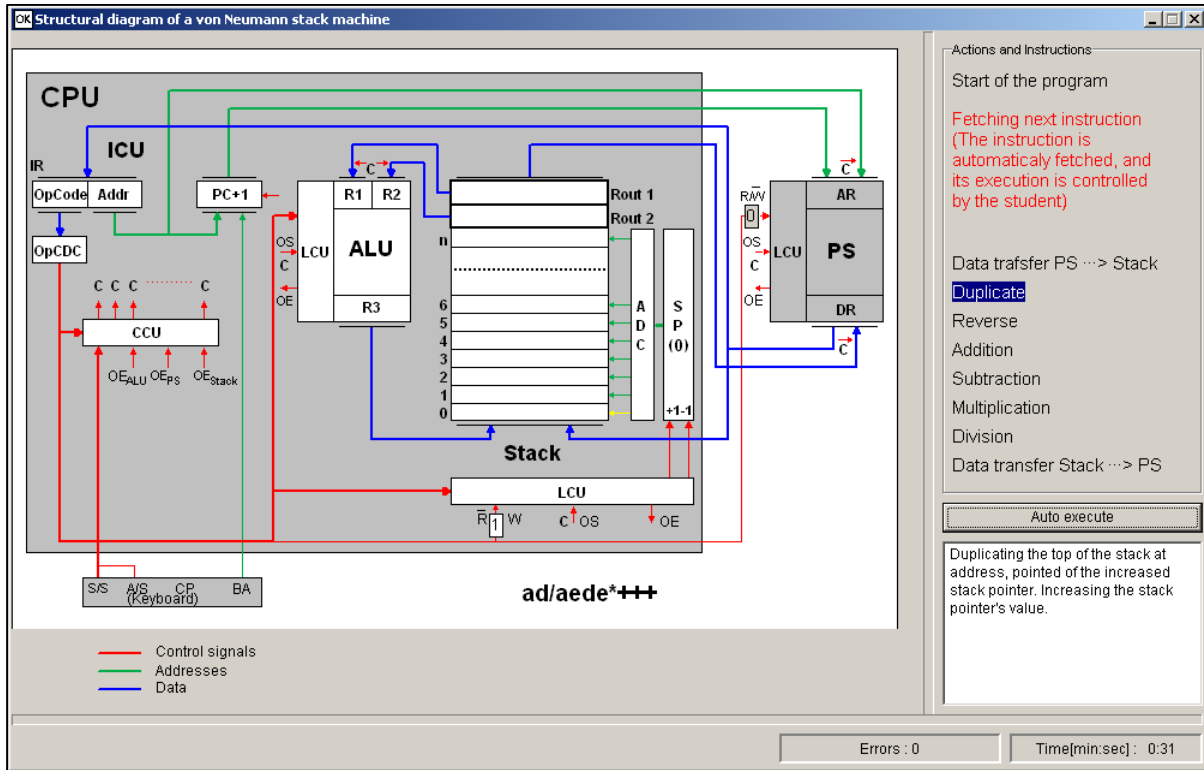 OK Structural diagram of a von Neumann stack machine
CPU
ICU
IR
OpCode Addr
OpCDC
PC+1
C C C C
CCU
OE ALU OE PS OE Stack
S/S A/S CP BA
(Keyboard)
C
R1 R2
LCU ALU
OS
C
OE
R3
Rout 1
Rout 2
n
6
5
4
3
2
1
0
A
D
C
S
P
(0)
+1-1
Stack
LCU
R̅ 1 W C OS OE
C
AR
R/W̅
0
OS
C
OE
LCU PS
DR
C
ad/aede*+++
Control signals
Addresses
Data
Actions and Instructions
Start of the program
Fetching next instruction
(The instruction is
automaticaly fetched, and
its execution is controlled
by the student)
Data trafsfer PS ---> Stack
Duplicate
Reverse
Addition
Subtraction
Multiplication
Division
Data transfer Stack ---> PS
Auto execute
Duplicating the top of the stack at
address, pointed of the increased
stack pointer. Increasing the stack
pointer's value.
Errors : 0
Time[min:sec] : 0:31